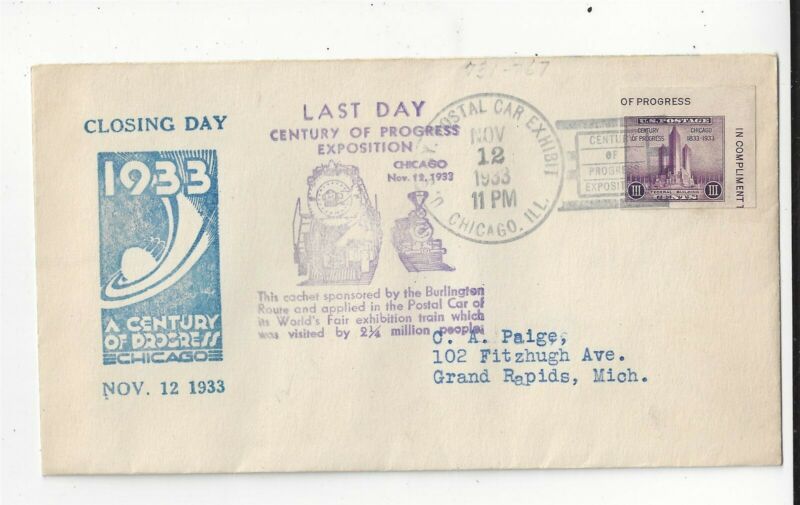 731-767
CLOSING DAY
1933
A CENTURY
OF PROGRESS
CHICAGO
NOV. 12 1933
LAST DAY
CENTURY OF PROGRESS
EXPOSITION
CHICAGO
Nov. 12, 1933
This cachet sponsored by the Burlington
Route and applied in the Postal Car of
its World's Fair exhibition train which
was visited by 2¼ million people.
POSTAL CAR EXHIBIT
NOV
12
1933
11 PM
CHICAGO, ILL.
CENTURY
OF
PROGRESS
EXPOSITION
OF PROGRESS
U.S. POSTAGE
CENTURY OF PROGRESS
CHICAGO 1833-1933
FEDERAL BUILDING
III CENTS III
IN COMPLIMENT
C. A. Paige,
102 Fitzhugh Ave.
Grand Rapids, Mich.